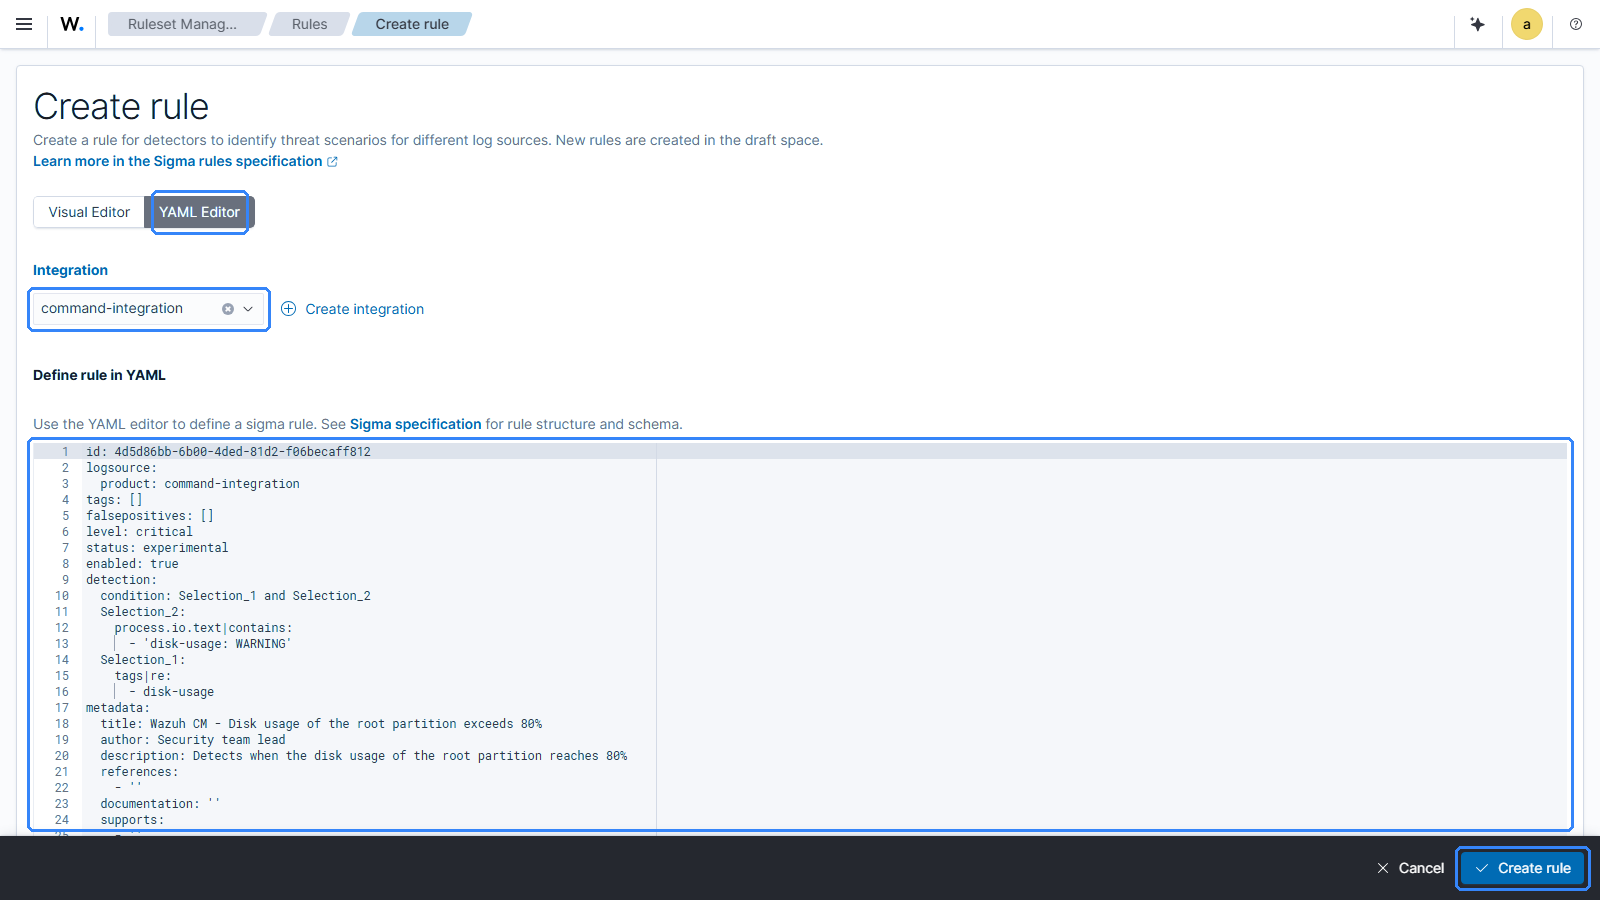 W.
Ruleset Manag...
Rules
Create rule
a
Create rule
Create a rule for detectors to identify threat scenarios for different log sources. New rules are created in the draft space.
Learn more in the Sigma rules specification
Visual Editor
YAML Editor
Integration
command-integration
Create integration
Define rule in YAML
Use the YAML editor to define a sigma rule. See Sigma specification for rule structure and schema.
1 id: 4d5d86bb-6b00-4ded-81d2-f06becaff812
2 logsource:
3   product: command-integration
4 tags: []
5 falsepositives: []
6 level: critical
7 status: experimental
8 enabled: true
9 detection:
10   condition: Selection_1 and Selection_2
11   Selection_2:
12     process.io.text|contains:
13       - 'disk-usage: WARNING'
14   Selection_1:
15     tags|re:
16       - disk-usage
17 metadata:
18   title: Wazuh CM - Disk usage of the root partition exceeds 80%
19   author: Security team lead
20   description: Detects when the disk usage of the root partition reaches 80%
21   references:
22     - ''
23   documentation: ''
24   supports:
Cancel
Create rule